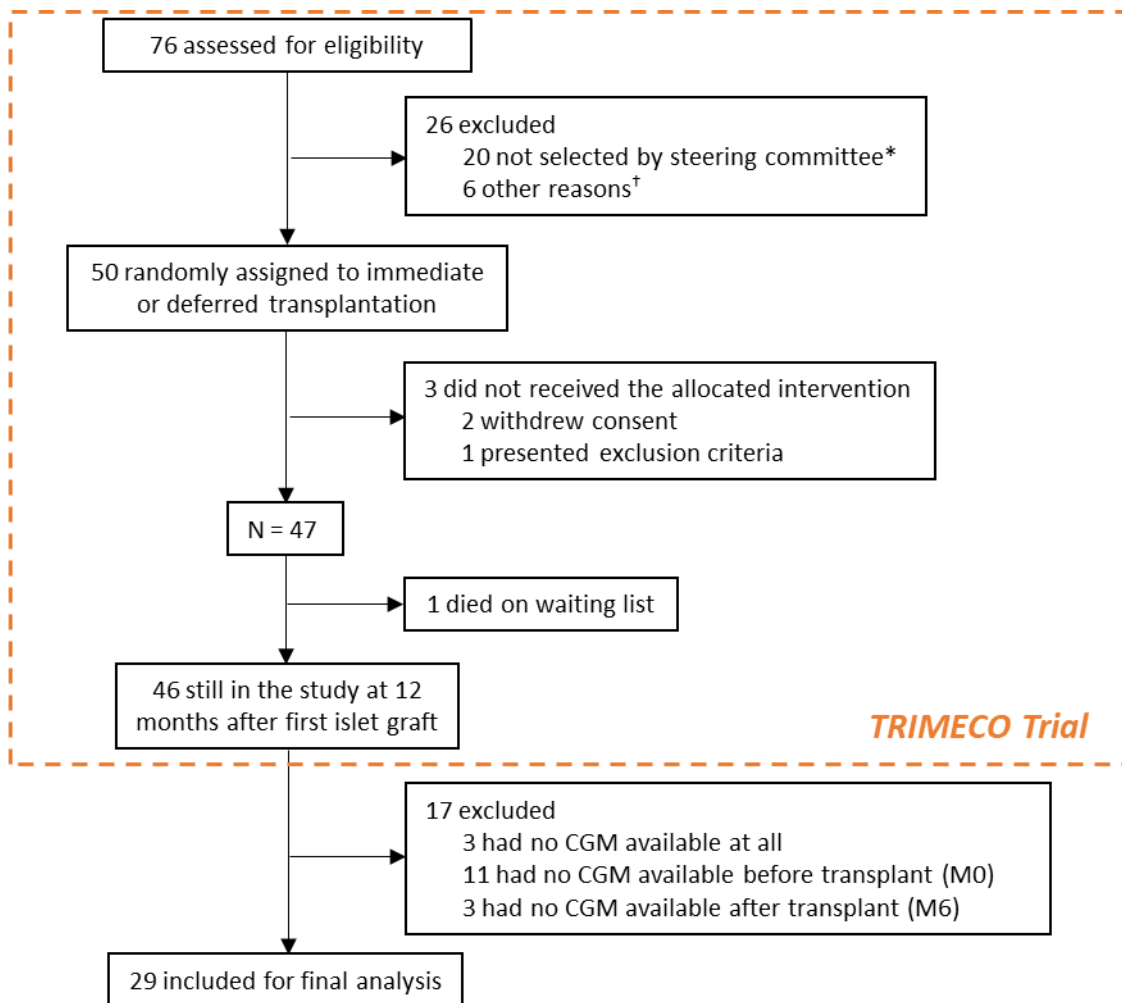 76 assessed for eligibility
26 excluded
20 not selected by steering committee*
6 other reasons†
50 randomly assigned to immediate
or deferred transplantation
3 did not received the allocated intervention
2 withdrew consent
1 presented exclusion criteria
N = 47
1 died on waiting list
46 still in the study at 12
months after first islet graft
TRIMECO Trial
17 excluded
3 had no CGM available at all
11 had no CGM available before transplant (M0)
3 had no CGM available after transplant (M6)
29 included for final analysis